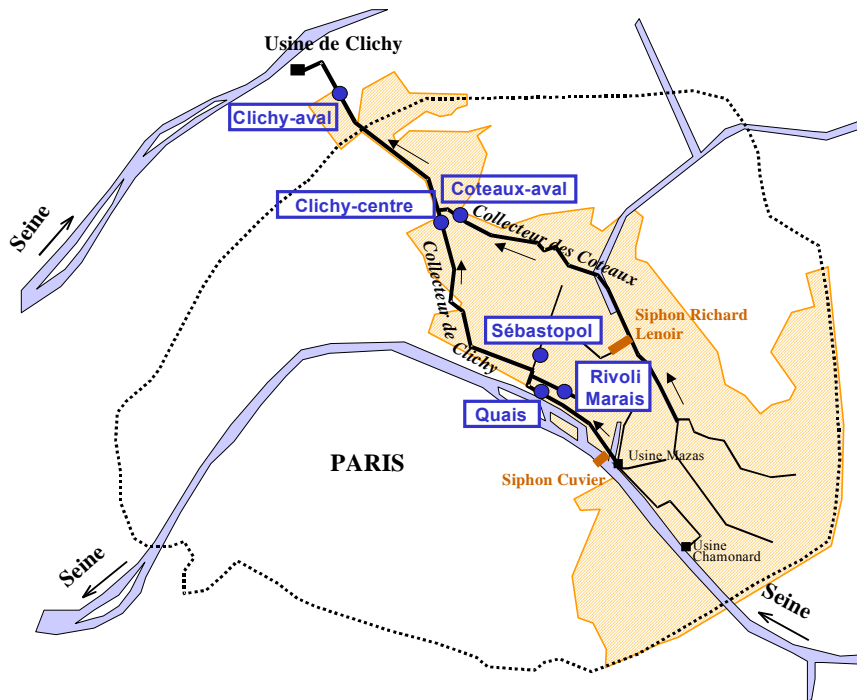 Usine de Clichy
Clichy-aval
Coteaux-aval
Clichy-centre
Collecteur des Coteaux
Seine
Collecteur de Clichy
Siphon Richard
Lenoir
Sébastopol
Rivoli
Marais
Quais
Usine Mazas
PARIS
Siphon Cuvier
Usine
Chamonard
Seine
Seine